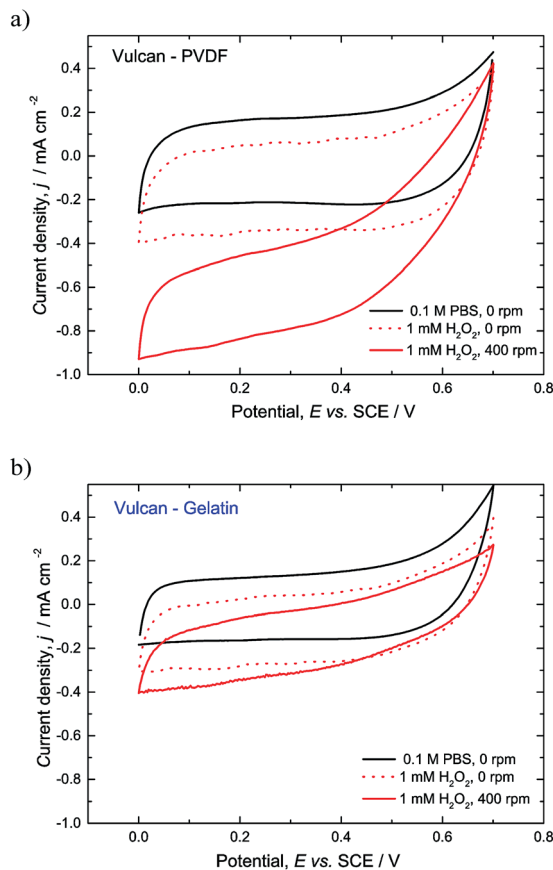 a)
Vulcan - PVDF
0.4
0.2
0.0
-0.2
-0.4
-0.6
-0.8
-1.0
Current density, j / mA cm⁻²
0.1 M PBS, 0 rpm
1 mM H₂O₂, 0 rpm
1 mM H₂O₂, 400 rpm
0.0 0.2 0.4 0.6 0.8
Potential, E vs. SCE / V
b)
Vulcan - Gelatin
0.4
0.2
0.0
-0.2
-0.4
-0.6
-0.8
-1.0
Current density, j / mA cm⁻²
0.1 M PBS, 0 rpm
1 mM H₂O₂, 0 rpm
1 mM H₂O₂, 400 rpm
0.0 0.2 0.4 0.6 0.8
Potential, E vs. SCE / V